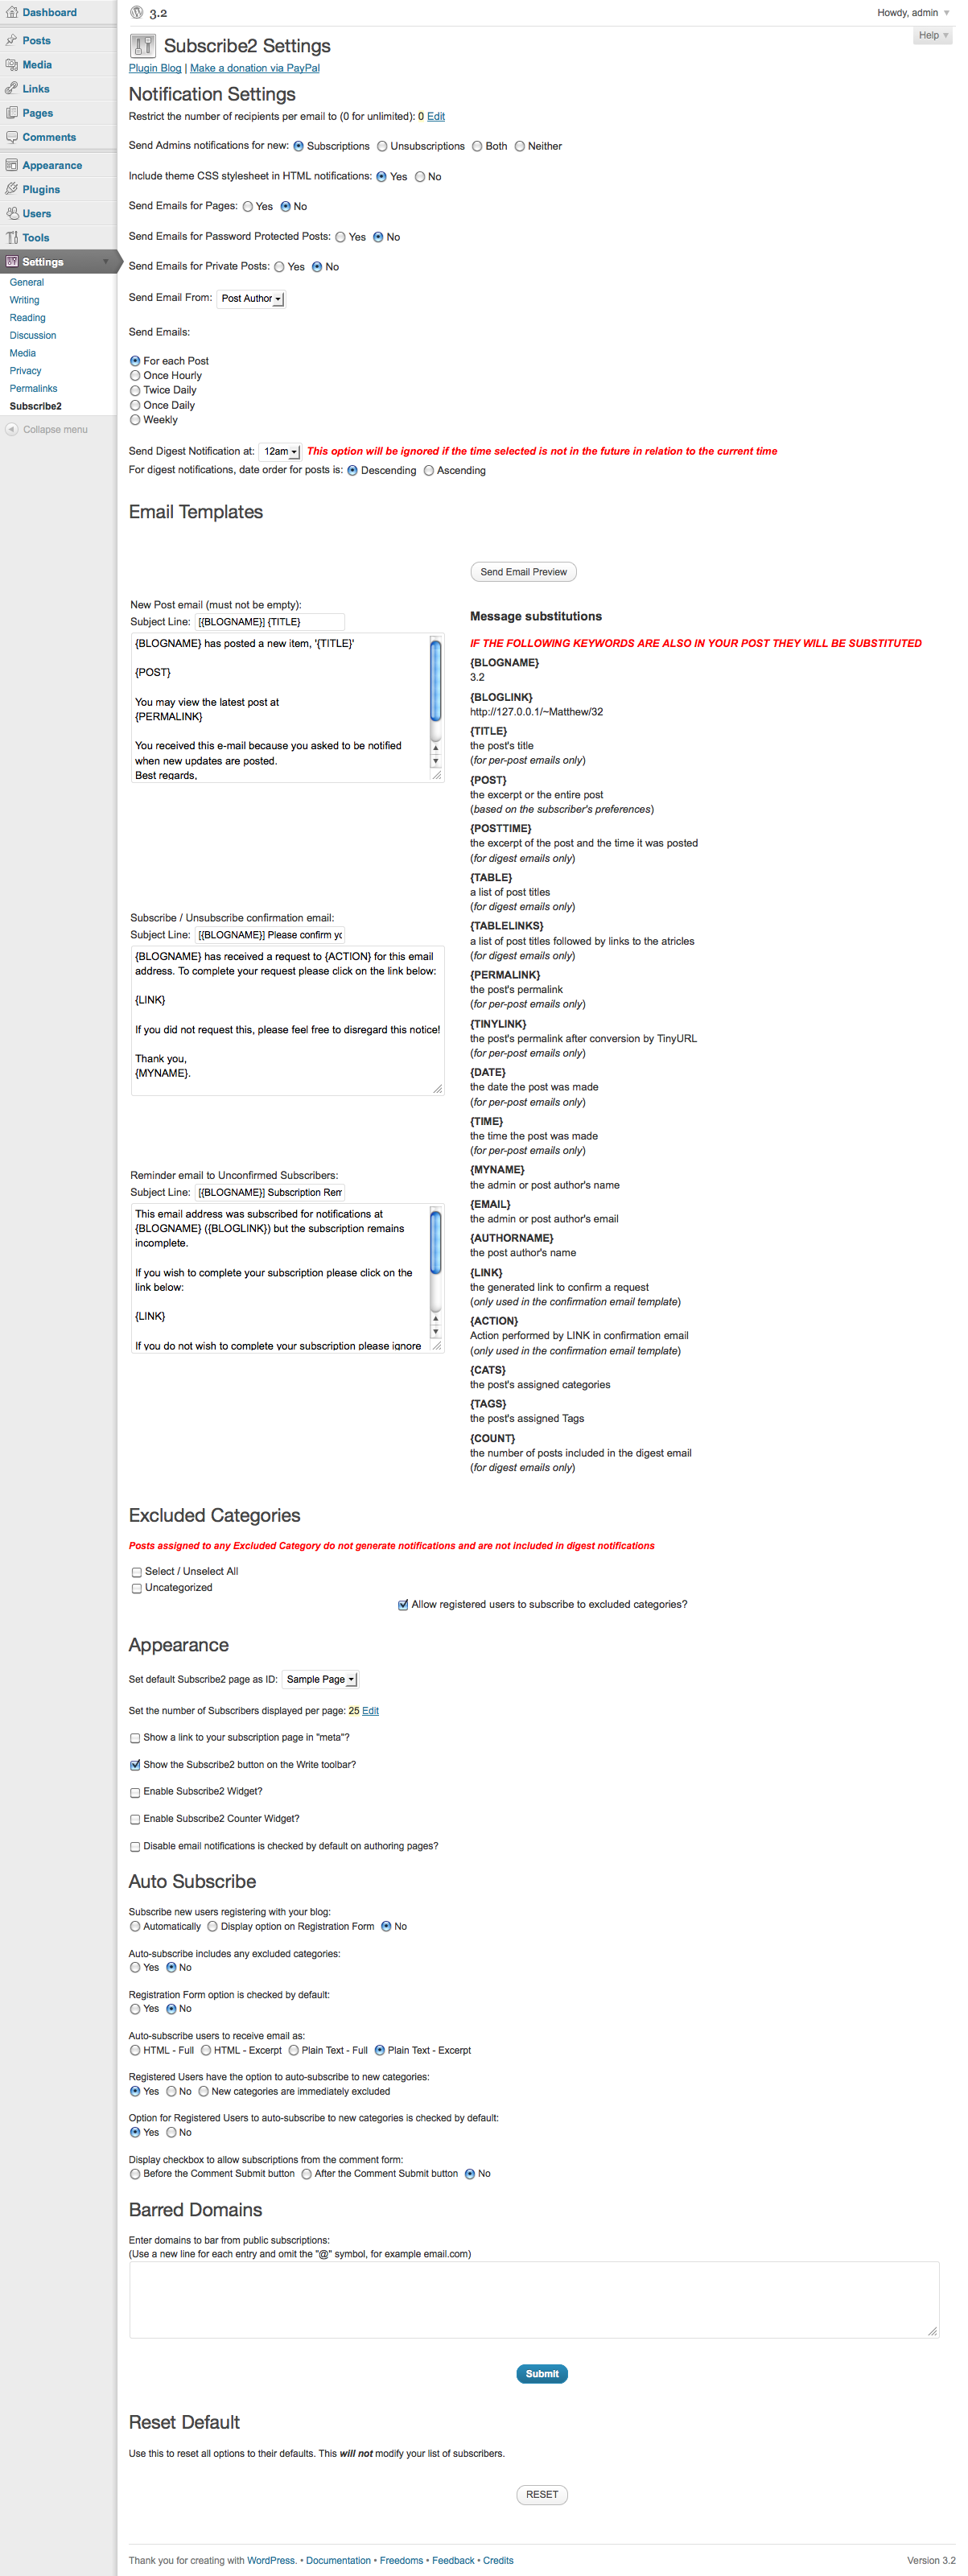 Dashboard
Posts
Media
Links
Pages
Comments
Appearance
Plugins
Users
Tools
Settings
General
Writing
Reading
Discussion
Media
Privacy
Permalinks
Subscribe2
Collapse menu
3.2
Howdy, admin
Help
Subscribe2 Settings
Plugin Blog | Make a donation via PayPal
Notification Settings
Restrict the number of recipients per email to (0 for unlimited): 0 Edit
Send Admins notifications for new: Subscriptions Unsubscriptions Both Neither
Include theme CSS stylesheet in HTML notifications: Yes No
Send Emails for Pages: Yes No
Send Emails for Password Protected Posts: Yes No
Send Emails for Private Posts: Yes No
Send Email From: Post Author
Send Emails:
For each Post
Once Hourly
Twice Daily
Once Daily
Weekly
Send Digest Notification at: 12am This option will be ignored if the time selected is not in the future in relation to the current time
For digest notifications, date order for posts is: Descending Ascending
Email Templates
Send Email Preview
New Post email (must not be empty):
Subject Line: [{BLOGNAME}] {TITLE}
{BLOGNAME} has posted a new item, '{TITLE}'
{POST}
You may view the latest post at
{PERMALINK}
You received this e-mail because you asked to be notified
when new updates are posted.
Best regards,
Subscribe / Unsubscribe confirmation email:
Subject Line: [{BLOGNAME}] Please confirm yo
{BLOGNAME} has received a request to {ACTION} for this email
address. To complete your request please click on the link below:
{LINK}
If you did not request this, please feel free to disregard this notice!
Thank you,
{MYNAME}.
Reminder email to Unconfirmed Subscribers:
Subject Line: [{BLOGNAME}] Subscription Rem
This email address was subscribed for notifications at
{BLOGNAME} ({BLOGLINK}) but the subscription remains
incomplete.
If you wish to complete your subscription please click on the
link below:
{LINK}
If you do not wish to complete your subscription please ignore
Message substitutions
IF THE FOLLOWING KEYWORDS ARE ALSO IN YOUR POST THEY WILL BE SUBSTITUTED
{BLOGNAME}
3.2
{BLOGLINK}
http://127.0.0.1/~Matthew/32
{TITLE}
the post's title
(for per-post emails only)
{POST}
the excerpt or the entire post
(based on the subscriber's preferences)
{POSTTIME}
the excerpt of the post and the time it was posted
(for digest emails only)
{TABLE}
a list of post titles
(for digest emails only)
{TABLELINKS}
a list of post titles followed by links to the atricles
(for digest emails only)
{PERMALINK}
the post's permalink
(for per-post emails only)
{TINYLINK}
the post's permalink after conversion by TinyURL
(for per-post emails only)
{DATE}
the date the post was made
(for per-post emails only)
{TIME}
the time the post was made
(for per-post emails only)
{MYNAME}
the admin or post author's name
{EMAIL}
the admin or post author's email
{AUTHORNAME}
the post author's name
{LINK}
the generated link to confirm a request
(only used in the confirmation email template)
{ACTION}
Action performed by LINK in confirmation email
(only used in the confirmation email template)
{CATS}
the post's assigned categories
{TAGS}
the post's assigned Tags
{COUNT}
the number of posts included in the digest email
(for digest emails only)
Excluded Categories
Posts assigned to any Excluded Category do not generate notifications and are not included in digest notifications
Select / Unselect All
Uncategorized
Allow registered users to subscribe to excluded categories?
Appearance
Set default Subscribe2 page as ID: Sample Page
Set the number of Subscribers displayed per page: 25 Edit
Show a link to your subscription page in "meta"?
Show the Subscribe2 button on the Write toolbar?
Enable Subscribe2 Widget?
Enable Subscribe2 Counter Widget?
Disable email notifications is checked by default on authoring pages?
Auto Subscribe
Subscribe new users registering with your blog:
Automatically Display option on Registration Form No
Auto-subscribe includes any excluded categories:
Yes No
Registration Form option is checked by default:
Yes No
Auto-subscribe users to receive email as:
HTML - Full HTML - Excerpt Plain Text - Full Plain Text - Excerpt
Registered Users have the option to auto-subscribe to new categories:
Yes No New categories are immediately excluded
Option for Registered Users to auto-subscribe to new categories is checked by default:
Yes No
Display checkbox to allow subscriptions from the comment form:
Before the Comment Submit button After the Comment Submit button No
Barred Domains
Enter domains to bar from public subscriptions:
(Use a new line for each entry and omit the "@" symbol, for example email.com)
Submit
Reset Default
Use this to reset all options to their defaults. This will not modify your list of subscribers.
RESET
Thank you for creating with WordPress. • Documentation • Freedoms • Feedback • Credits
Version 3.2